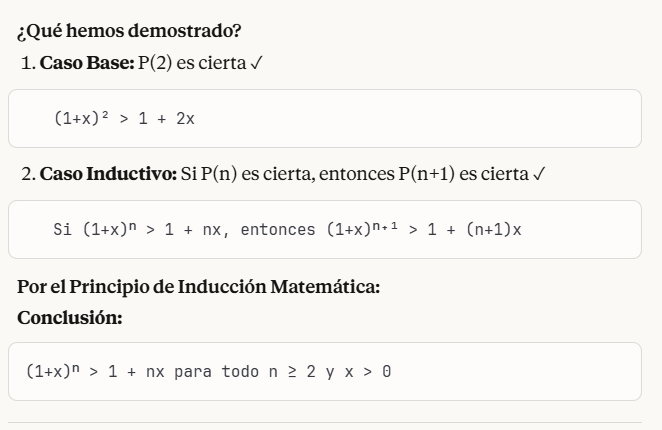 ¿Qué hemos demostrado?
1. Caso Base: P(2) es cierta ✓
(1+x)² > 1 + 2x
2. Caso Inductivo: Si P(n) es cierta, entonces P(n+1) es cierta ✓
Si (1+x)ⁿ > 1 + nx, entonces (1+x)ⁿ⁺¹ > 1 + (n+1)x
Por el Principio de Inducción Matemática:
Conclusión:
(1+x)ⁿ > 1 + nx para todo n ≥ 2 y x > 0